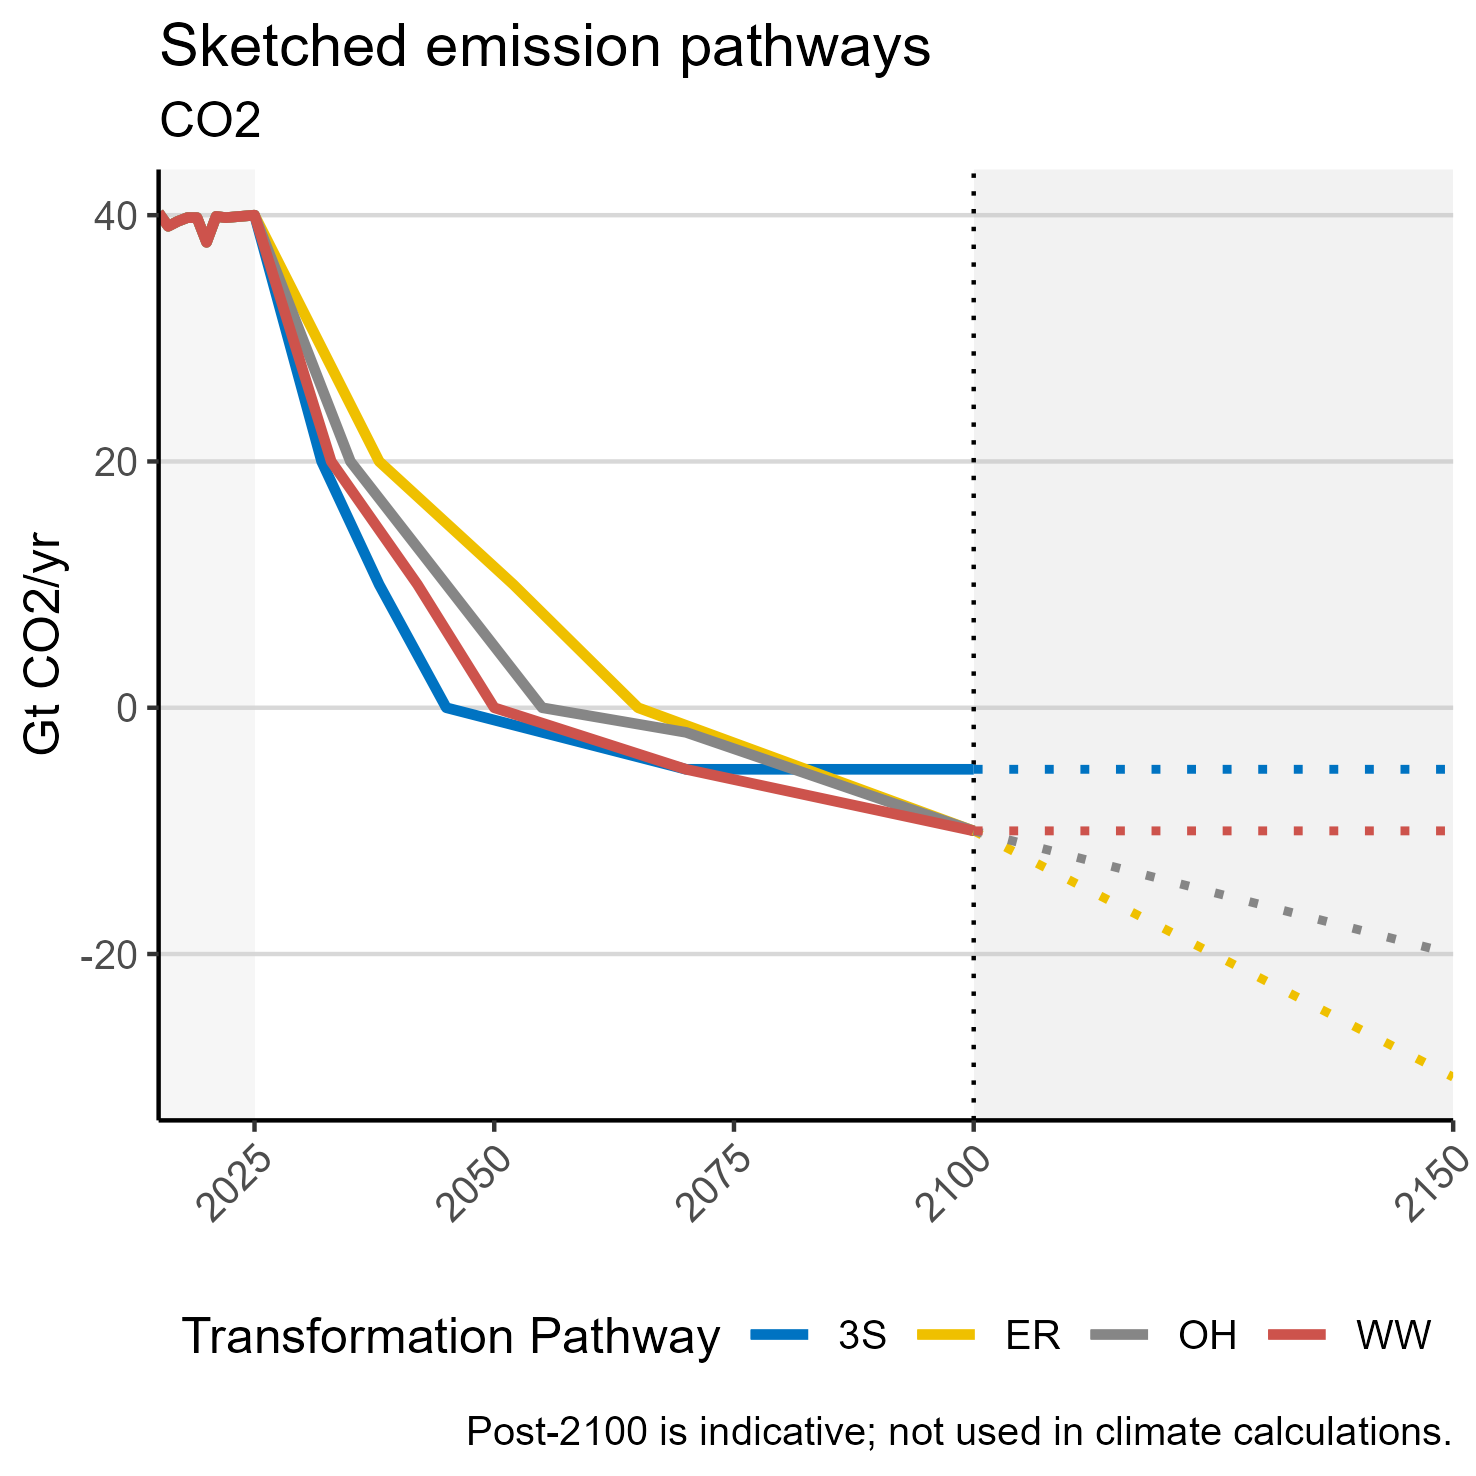 Sketched emission pathways
CO2
Gt CO2/yr
40
20
0
-20
2025 2050 2075 2100 2150
Transformation Pathway 3S ER OH WW
Post-2100 is indicative; not used in climate calculations.